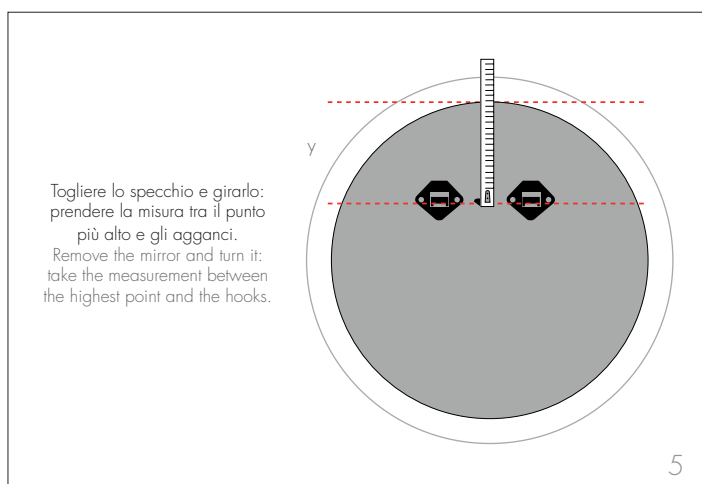 y
Togliere lo specchio e girarlo:
prendere la misura tra il punto
più alto e gli agganci.
Remove the mirror and turn it:
take the measurement between
the highest point and the hooks.
5